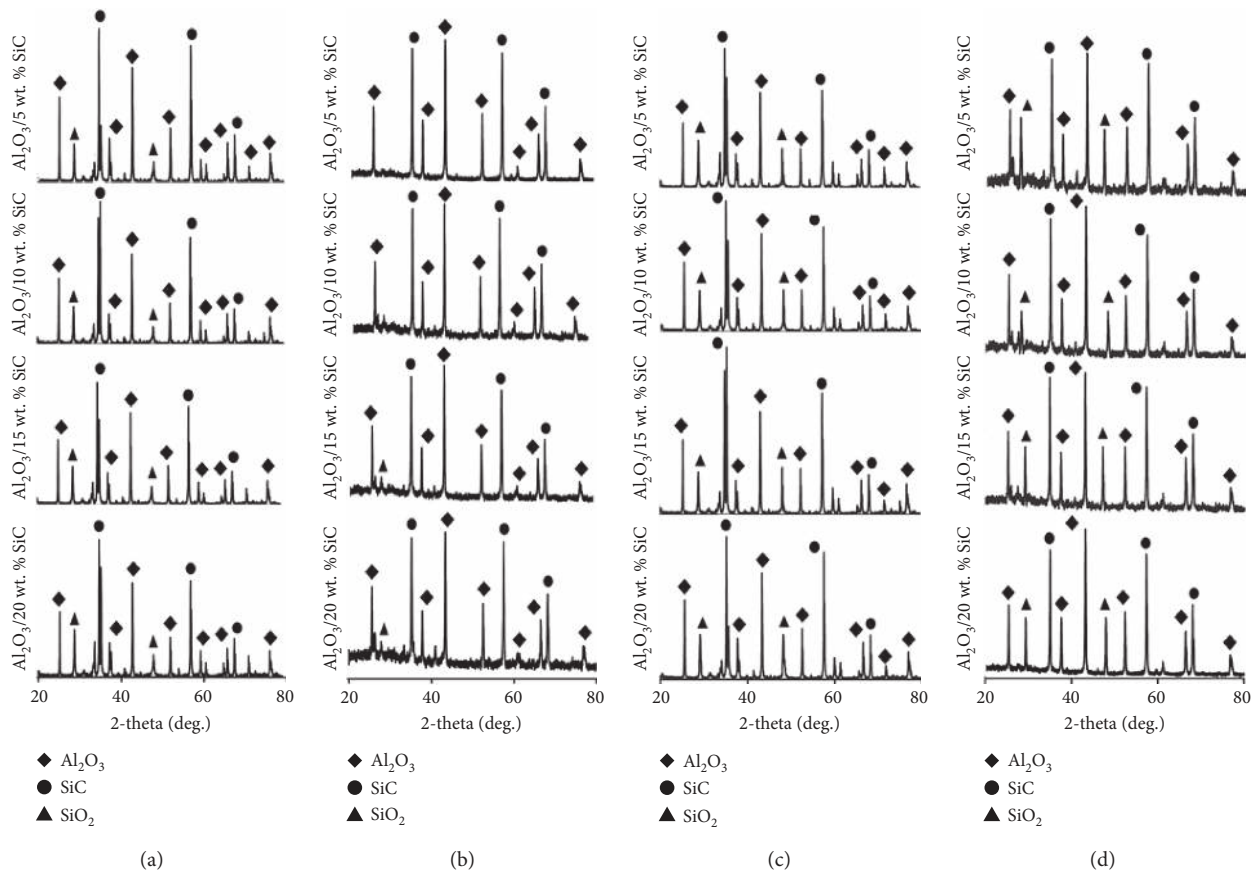 Al₂O₃/5 wt. % SiC
Al₂O₃/10 wt. % SiC
Al₂O₃/15 wt. % SiC
Al₂O₃/20 wt. % SiC
20 40 60 80
2-theta (deg.)
Al₂O₃
SiC
SiO₂
(a)
Al₂O₃/5 wt. % SiC
Al₂O₃/10 wt. % SiC
Al₂O₃/15 wt. % SiC
Al₂O₃/20 wt. % SiC
20 40 60 80
2-theta (deg.)
Al₂O₃
SiC
SiO₂
(b)
Al₂O₃/5 wt. % SiC
Al₂O₃/10 wt. % SiC
Al₂O₃/15 wt. % SiC
Al₂O₃/20 wt. % SiC
20 40 60 80
2-theta (deg.)
Al₂O₃
SiC
SiO₂
(c)
Al₂O₃/5 wt. % SiC
Al₂O₃/10 wt. % SiC
Al₂O₃/15 wt. % SiC
Al₂O₃/20 wt. % SiC
20 40 60 80
2-theta (deg.)
Al₂O₃
SiC
SiO₂
(d)